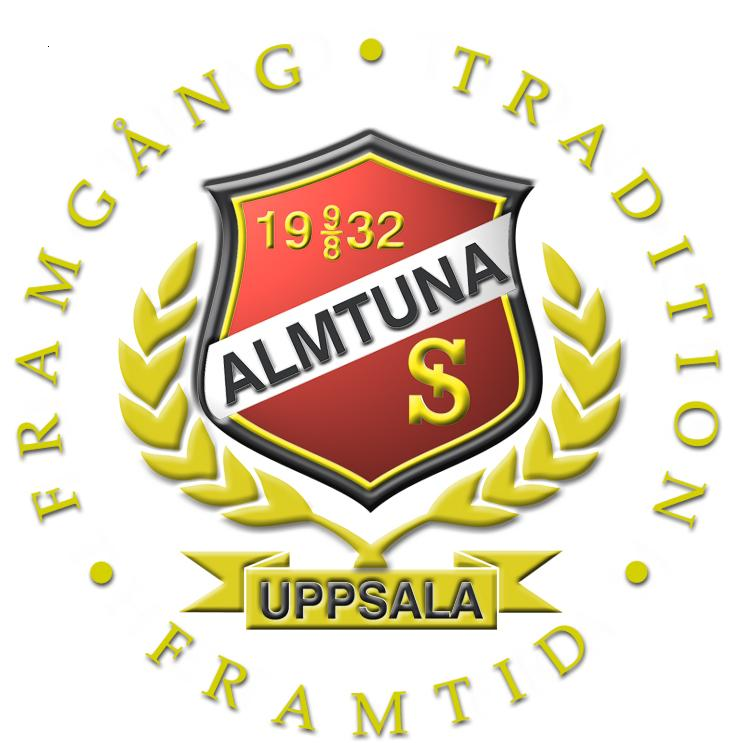 FRAMGÅNG • TRADITION • FRAMTID •
19 9/8 32
ALMTUNA
IS
UPPSALA